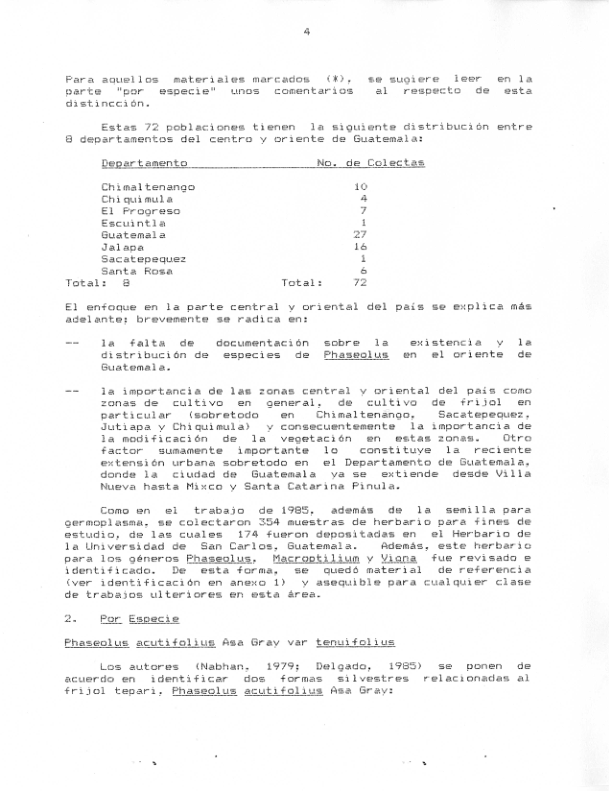 4
Para aquellos materiales marcados (*), se sugiere leer en la
parte "por especie" unos comentarios al respecto de esta
distincción.
Estas 72 poblaciones tienen la siguiente distribución entre
8 departamentos del centro y oriente de Guatemala:
Departamento No. de Colectas
Chimaltenango 10
Chiquimula 4
El Progreso 7
Escuintla 1
Guatemala 27
Jalapa 16
Sacatepequez 1
Santa Rosa 6
Total: 8 Total: 72
El enfoque en la parte central y oriental del país se explica más
adelante; brevemente se radica en:
-- la falta de documentación sobre la existencia y la
distribución de especies de Phaseolus en el oriente de
Guatemala.
-- la importancia de las zonas central y oriental del país como
zonas de cultivo en general, de cultivo de frijol en
particular (sobretodo en Chimaltenango, Sacatepequez,
Jutiapa y Chiquimula) y consecuentemente la importancia de
la modificación de la vegetación en estas zonas. Otro
factor sumamente importante lo constituye la reciente
extensión urbana sobretodo en el Departamento de Guatemala,
donde la ciudad de Guatemala ya se extiende desde Villa
Nueva hasta Mixco y Santa Catarina Pinula.
Como en el trabajo de 1985, además de la semilla para
germoplasma, se colectaron 354 muestras de herbario para fines de
estudio, de las cuales 174 fueron depositadas en el Herbario de
la Universidad de San Carlos, Guatemala. Además, este herbario
para los géneros Phaseolus, Macroptilium y Vigna fue revisado e
identificado. De esta forma, se quedó material de referencia
(ver identificación en anexo 1) y asequible para cualquier clase
de trabajos ulteriores en esta área.
2. Por Especie
Phaseolus acutifolius Asa Gray var tenuifolius
Los autores (Nabhan, 1979; Delgado, 1985) se ponen de
acuerdo en identificar dos formas silvestres relacionadas al
frijol tepari, Phaseolus acutifolius Asa Gray: